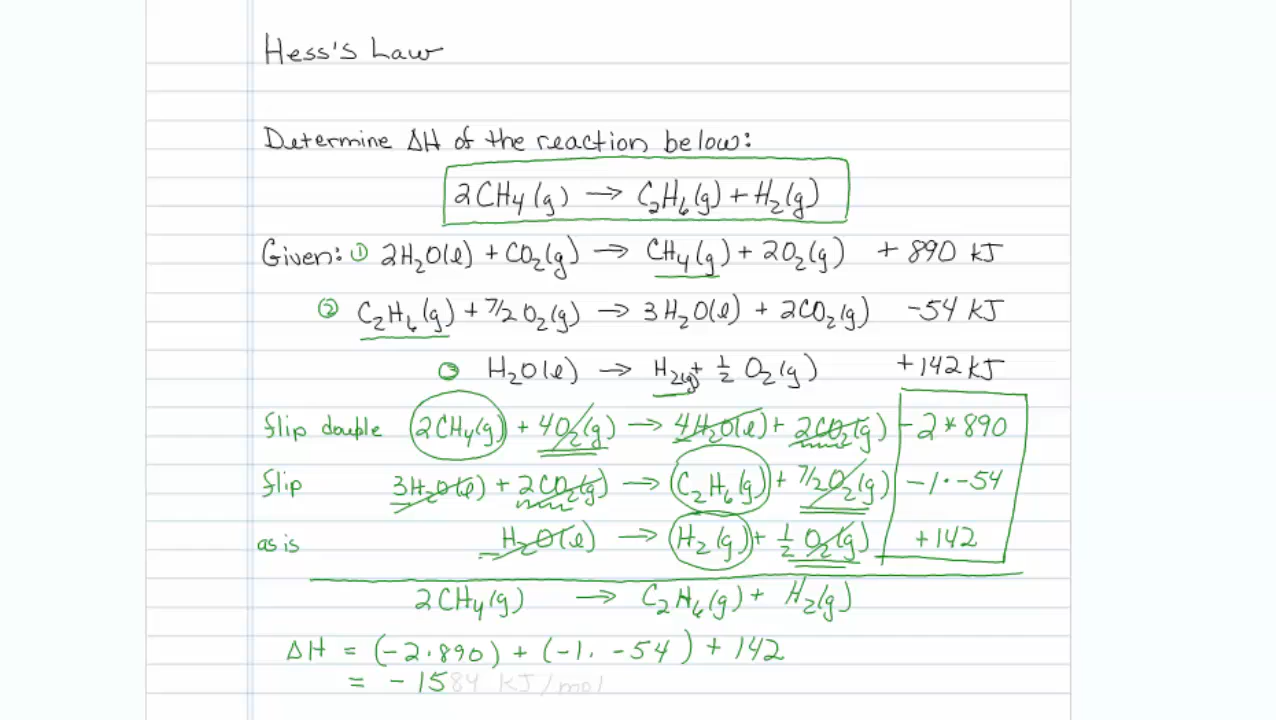 Hess's Law
Determine ΔH of the reaction below:
2CH₄(g) → C₂H₆(g) + H₂(g)
Given: ① 2H₂O(l) + CO₂(g) → CH₄(g) + 2O₂(g) + 890 kJ
② C₂H₆(g) + 7/2 O₂(g) → 3H₂O(l) + 2CO₂(g) -54 kJ
H₂O(l) → H₂(g) + ½ O₂(g) +142 kJ
flip double 2CH₄(g) + 4O₂(g) → 4H₂O(l) + 2CO₂(g) -2*890
flip 3H₂O(l) + 2CO₂(g) → C₂H₆(g) + 7/2O₂(g) -1·-54
as is H₂O(l) → H₂(g) + ½ O₂(g) +142
2CH₄(g) → C₂H₆(g) + H₂(g)
ΔH = (-2·890) + (-1·-54) + 142
= -1584 kJ/mol